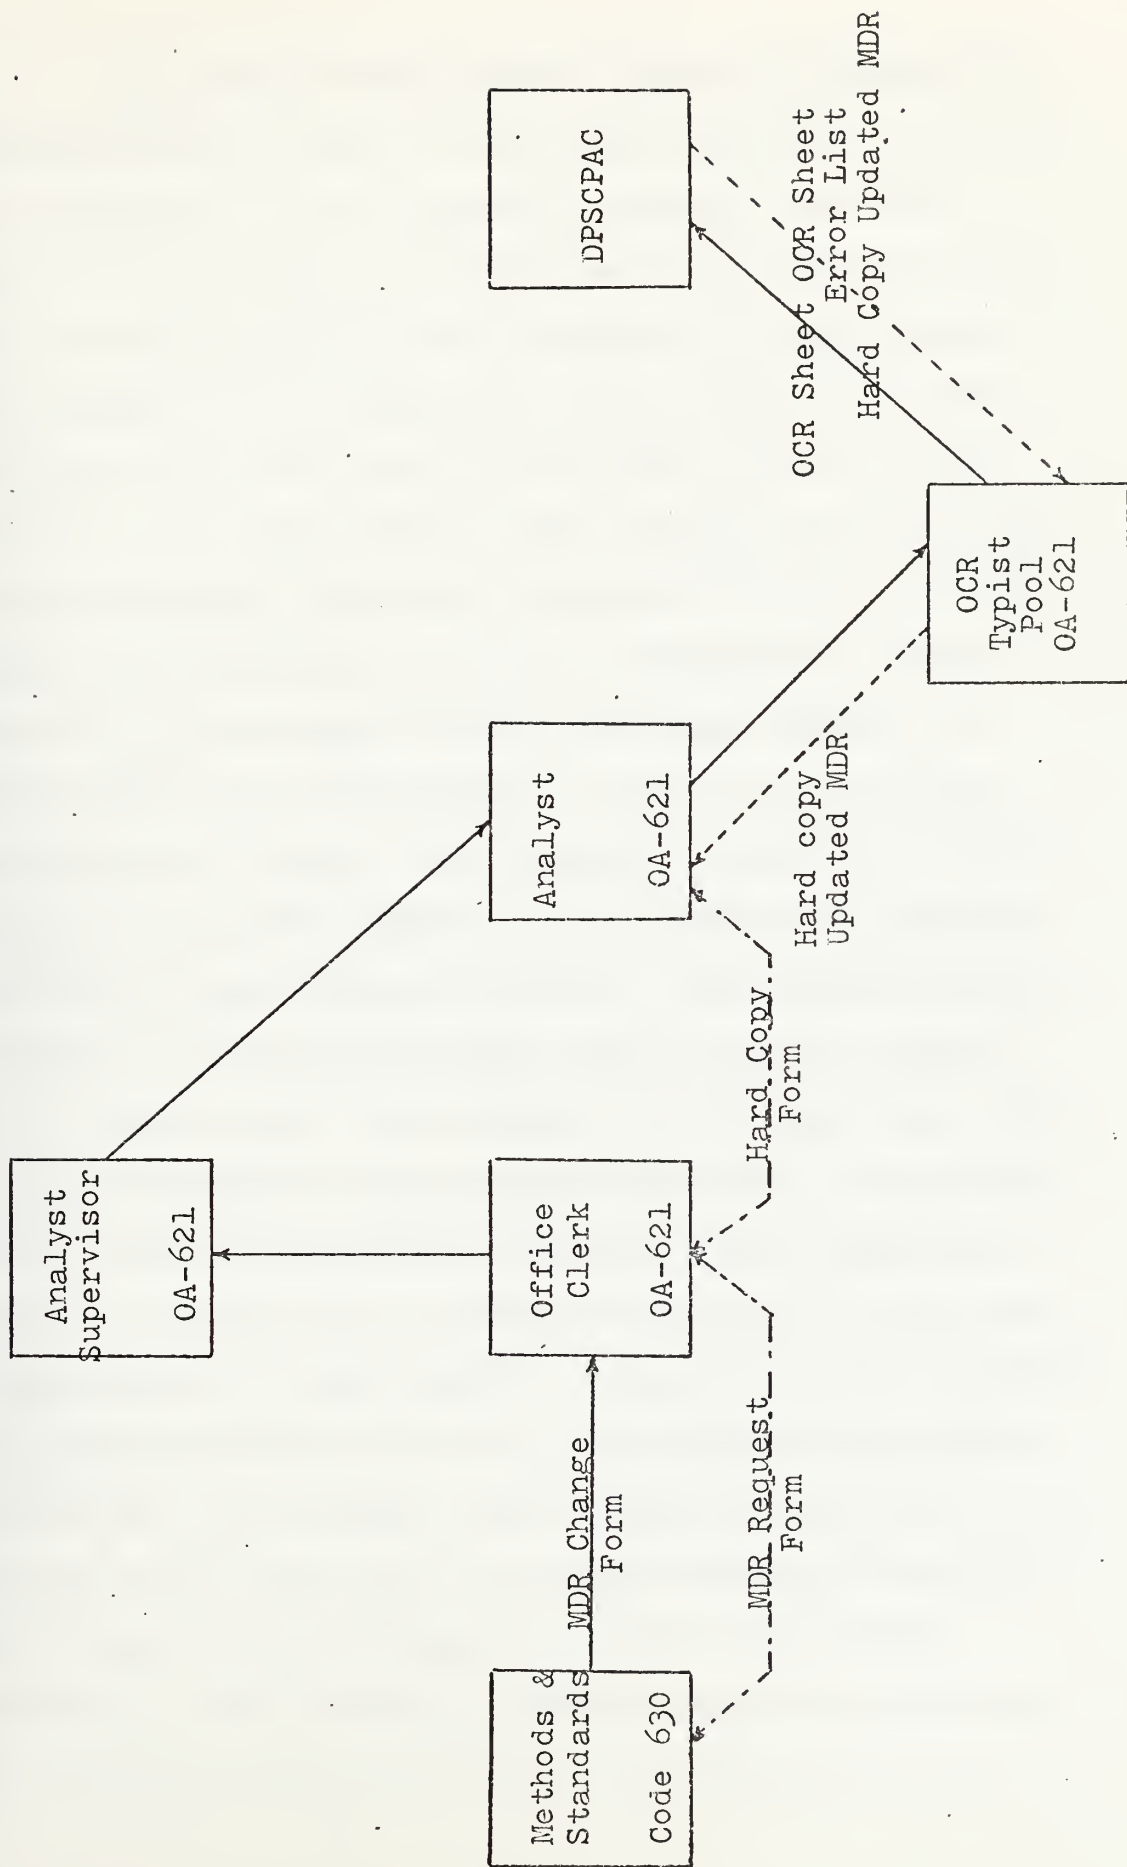 Analyst
Supervisor
OA-621
Methods &
Standards
Code 630
MDR Change
Form
Office
Clerk
OA-621
Analyst
OA-621
DPSCPAC
MDR Request
Form
Hard Copy
Form
Hard copy
Updated MDR
OCR Sheet
OCR Sheet
Error List
Hard Copy Updated MDR
OCR
Typist
Pool
OA-621